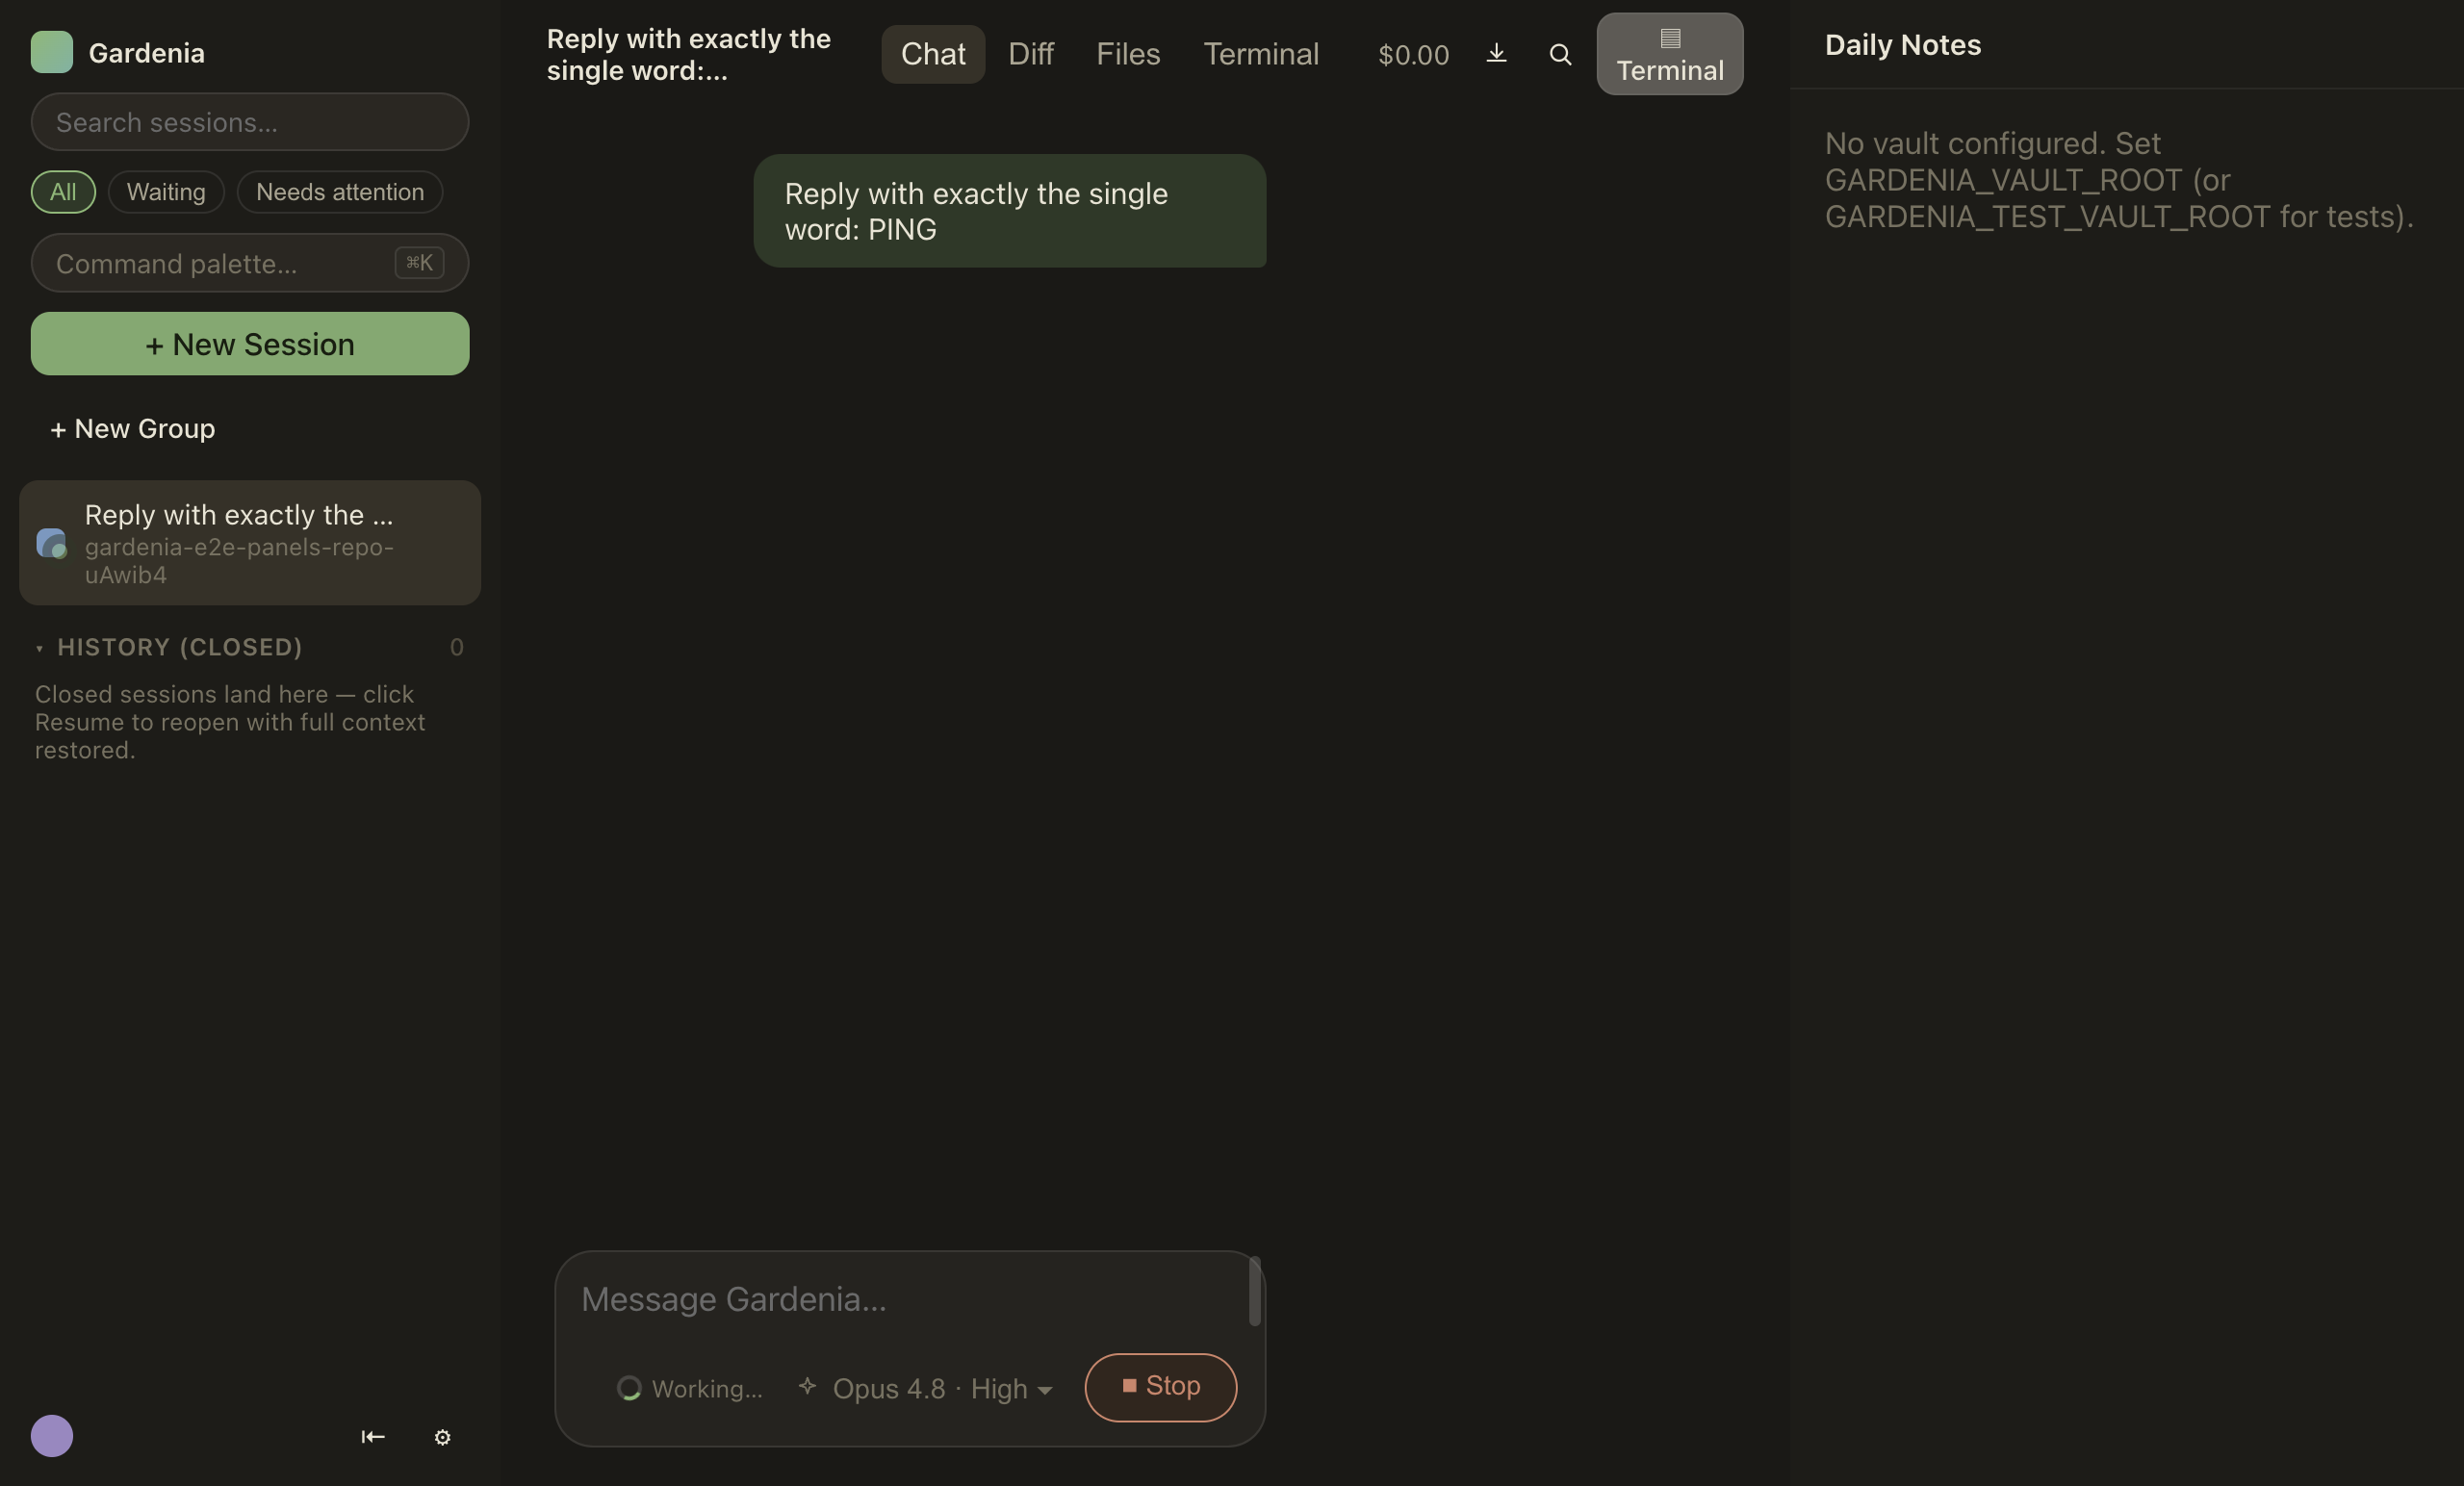 Gardenia
Search sessions...
All
Waiting
Needs attention
Command palette...
⌘K
+ New Session
+ New Group
Reply with exactly the ...
gardenia-e2e-panels-repo-
uAwib4
HISTORY (CLOSED)
0
Closed sessions land here — click
Resume to reopen with full context
restored.
Reply with exactly the
single word:...
Chat
Diff
Files
Terminal
$0.00
Terminal
Reply with exactly the single
word: PING
Message Gardenia...
Working...
Opus 4.8 · High
Stop
Daily Notes
No vault configured. Set
GARDENIA_VAULT_ROOT (or
GARDENIA_TEST_VAULT_ROOT for tests).